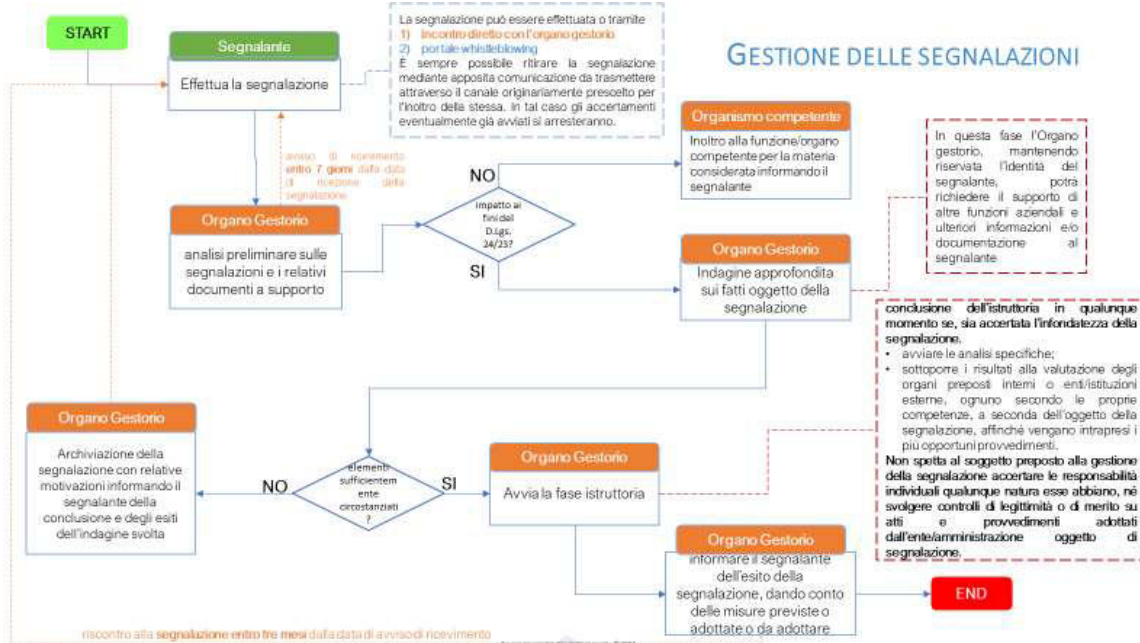 START
Segnalante
Effettua la segnalazione
La segnalazione può essere effettuata o tramite
1) Incontro diretto con l'organo gestorio
2) portale whistleblowing
È sempre possibile ritirare la segnalazione
mediante apposita comunicazione da trasmettere
attraverso il canale originariamente prescelto per
l'inoltro della stessa. In tal caso gli accertamenti
eventualmente già avviati si arresteranno.
GESTIONE DELLE SEGNALAZIONI
avviso di ricevimento
entro 7 giorni dalla data
di ricezione della
segnalazione
Organo Gestorio
analisi preliminare sulle
segnalazioni e i relativi
documenti a supporto
impatto ai
fini del
D.Lgs.
24/23?
NO
SI
Organismo competente
Inoltro alla funzione/organo
competente per la materia
considerata informando il
segnalante
Organo Gestorio
Indagine approfondita
sui fatti oggetto della
segnalazione
In questa fase l'Organo
gestorio, mantenendo
riservata l'identità del
segnalante, potrà
richiedere il supporto di
altre funzioni aziendali e
ulteriori informazioni e/o
documentazione al
segnalante
conclusione dell'istruttoria in qualunque
momento se, sia accertata l'infondatezza della
segnalazione.
• avviare le analisi specifiche;
• sottoporre i risultati alla valutazione degli
organi preposti interni o enti/istituzioni
esterne, ognuno secondo le proprie
competenze, a seconda dell'oggetto della
segnalazione, affinché vengano intrapresi i
più opportuni provvedimenti.
Non spetta al soggetto preposto alla gestione
della segnalazione accertare le responsabilità
individuali qualunque natura esse abbiano, né
svolgere controlli di legittimità o di merito su
atti e provvedimenti adottati
dall'ente/amministrazione oggetto di
segnalazione.
Organo Gestorio
Archiviazione della
segnalazione con relative
motivazioni informando il
segnalante della
conclusione e degli esiti
dell'indagine svolta
NO
elementi
sufficientem
ente
circostanziati
?
SI
Organo Gestorio
Avvia la fase istruttoria
Organo Gestorio
informare il segnalante
dell'esito della
segnalazione, dando conto
delle misure previste o
adottate o da adottare
END
riscontro alla segnalazione entro tre mesi dalla data di avviso di ricevimento